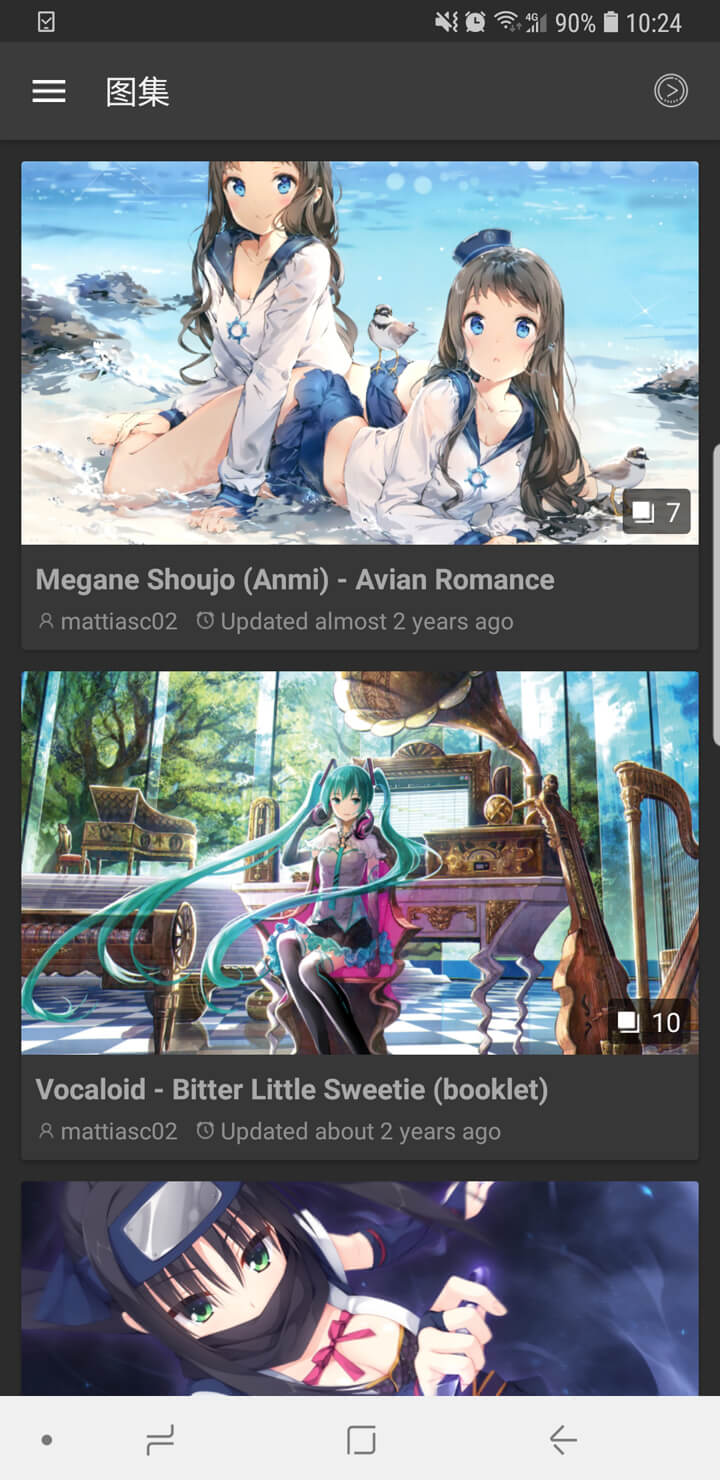 4G 90% 10:24
图集
7
Megane Shoujo (Anmi) - Avian Romance
mattiasc02 Updated almost 2 years ago
10
Vocaloid - Bitter Little Sweetie (booklet)
mattiasc02 Updated about 2 years ago